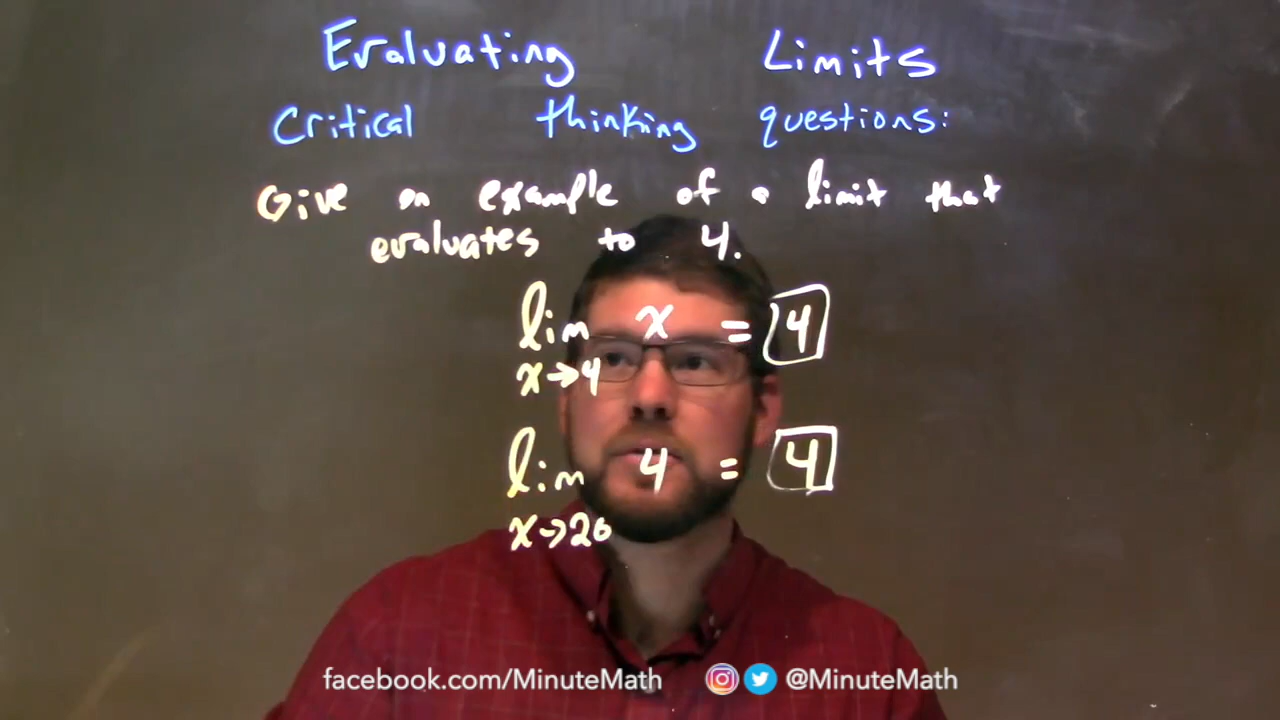 Evaluating Limits
Critical thinking questions:
Give an example of a limit that
evaluates to 4.
lim x = 4
x→4
lim 4 = 4
x→20
facebook.com/MinuteMath @MinuteMath